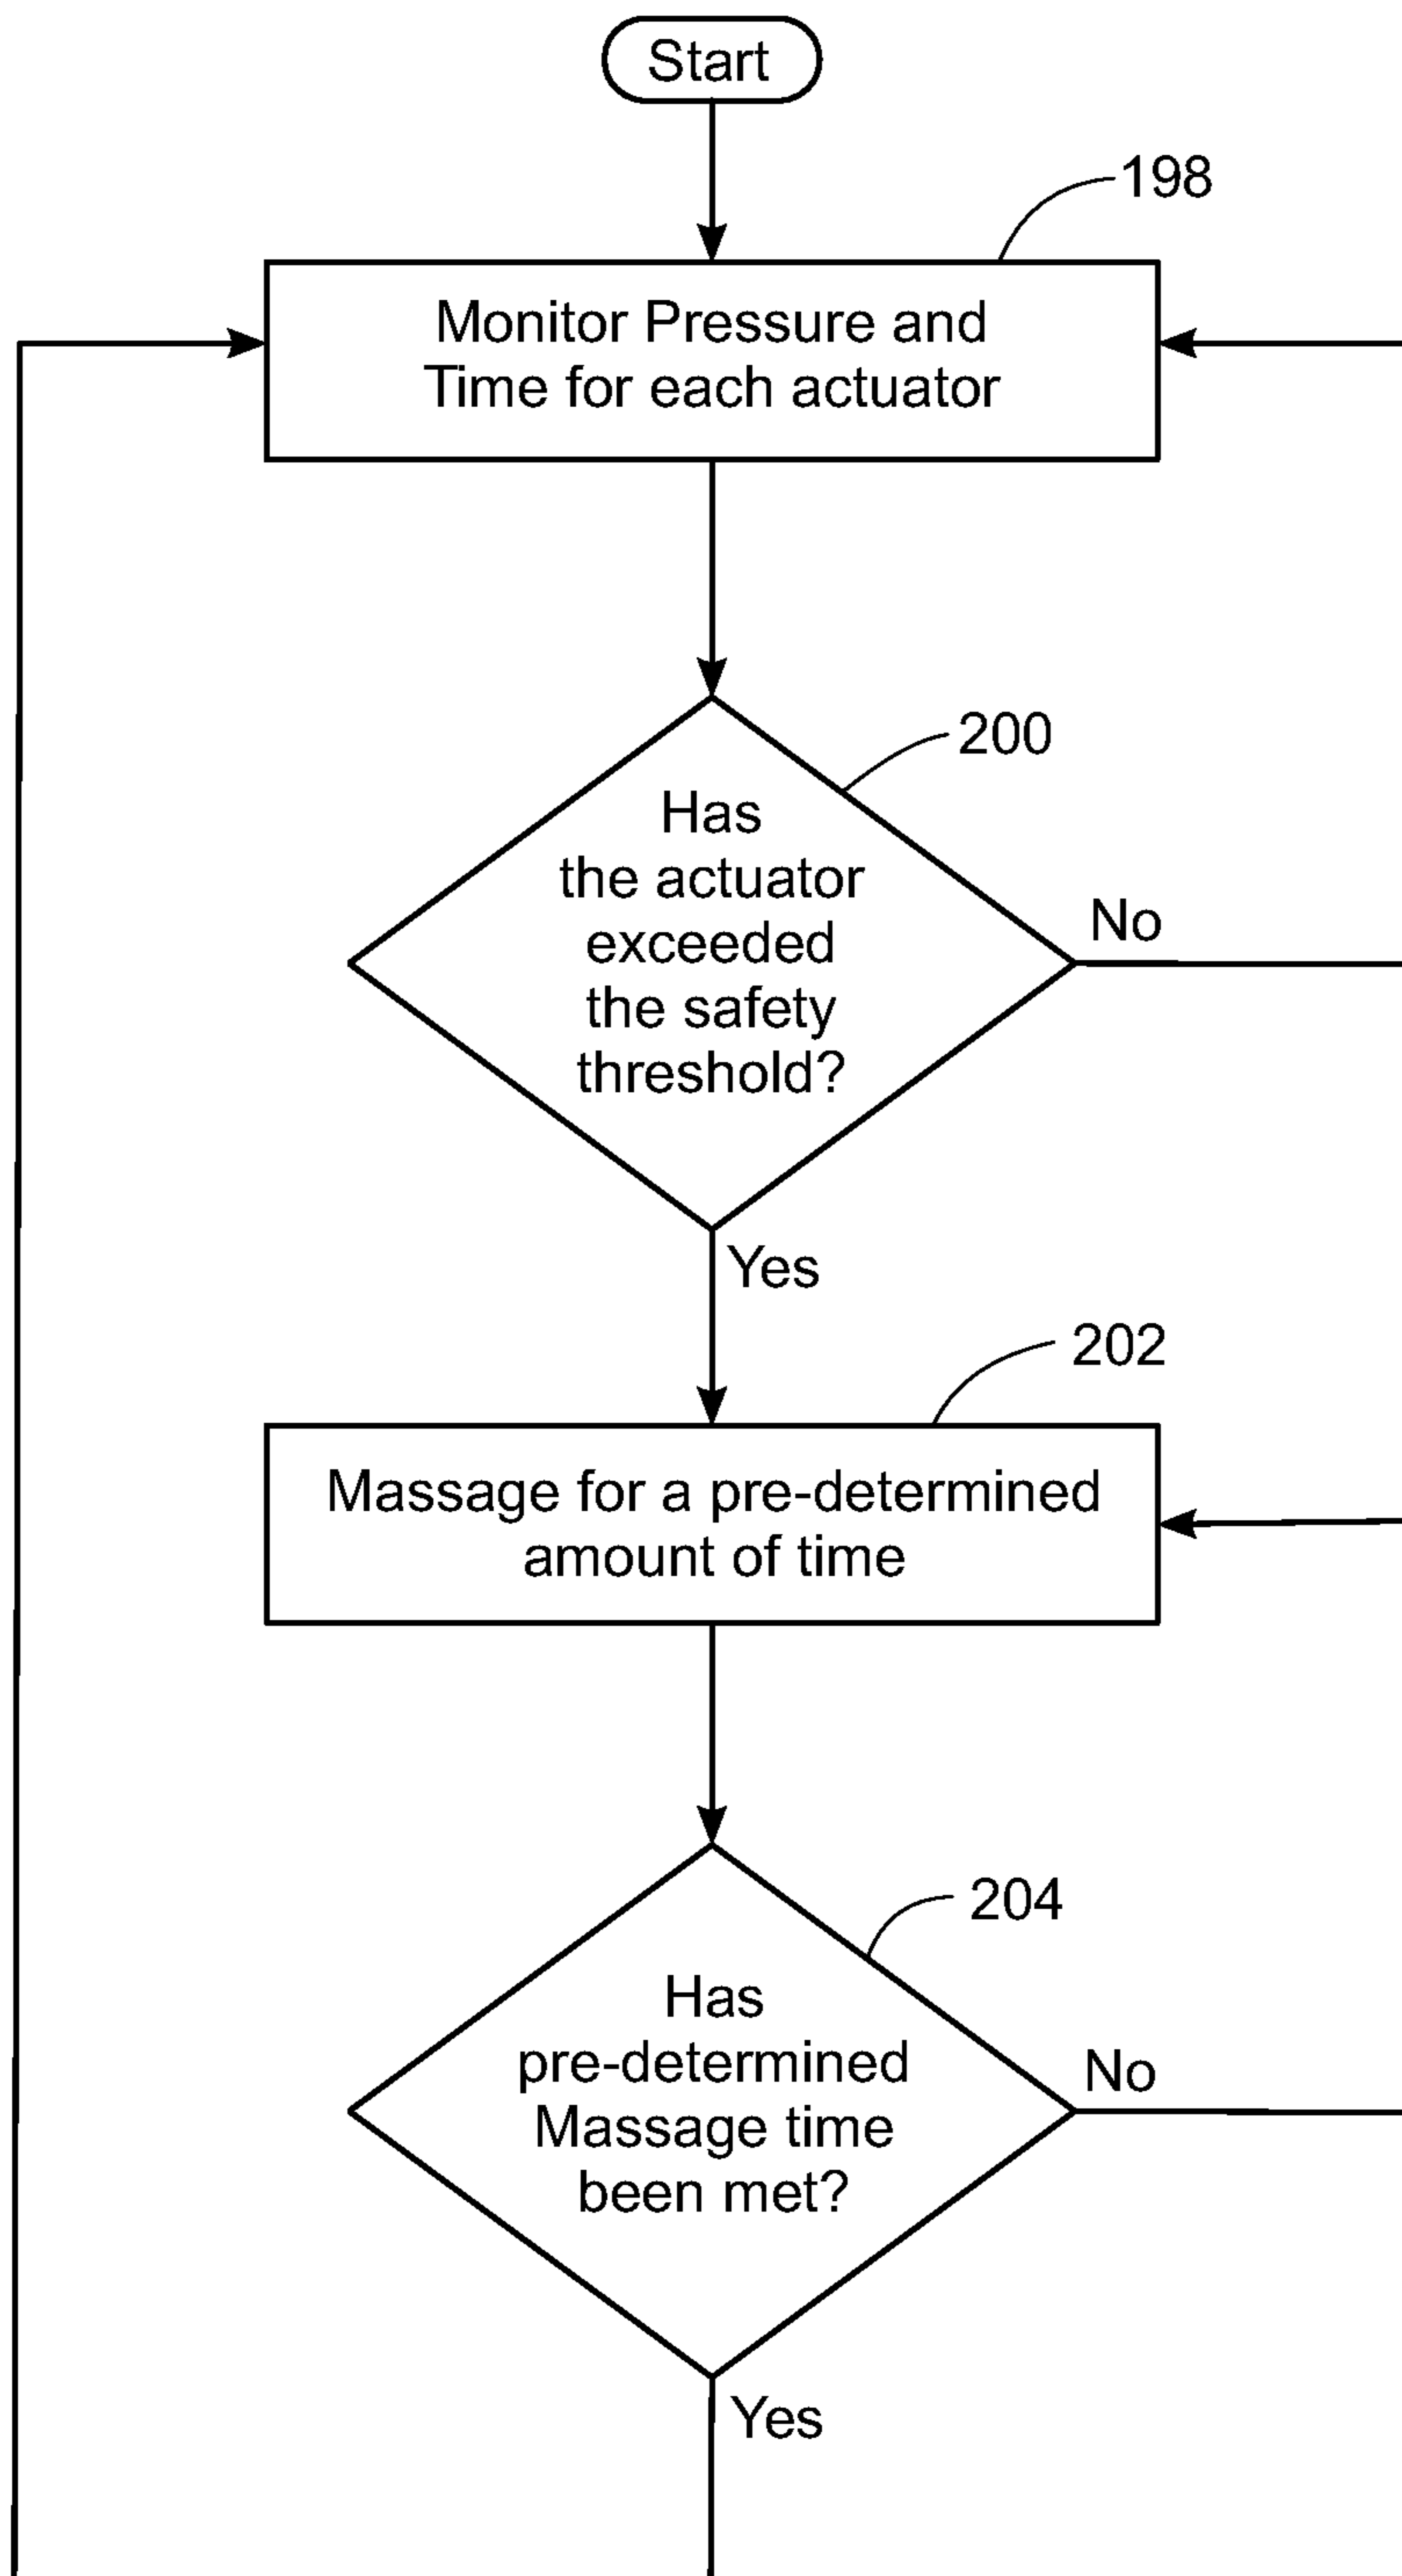 Start
198
Monitor Pressure and
Time for each actuator
200
Has
the actuator
exceeded
the safety
threshold?
No
Yes
202
Massage for a pre-determined
amount of time
204
Has
pre-determined
Massage time
been met?
No
Yes